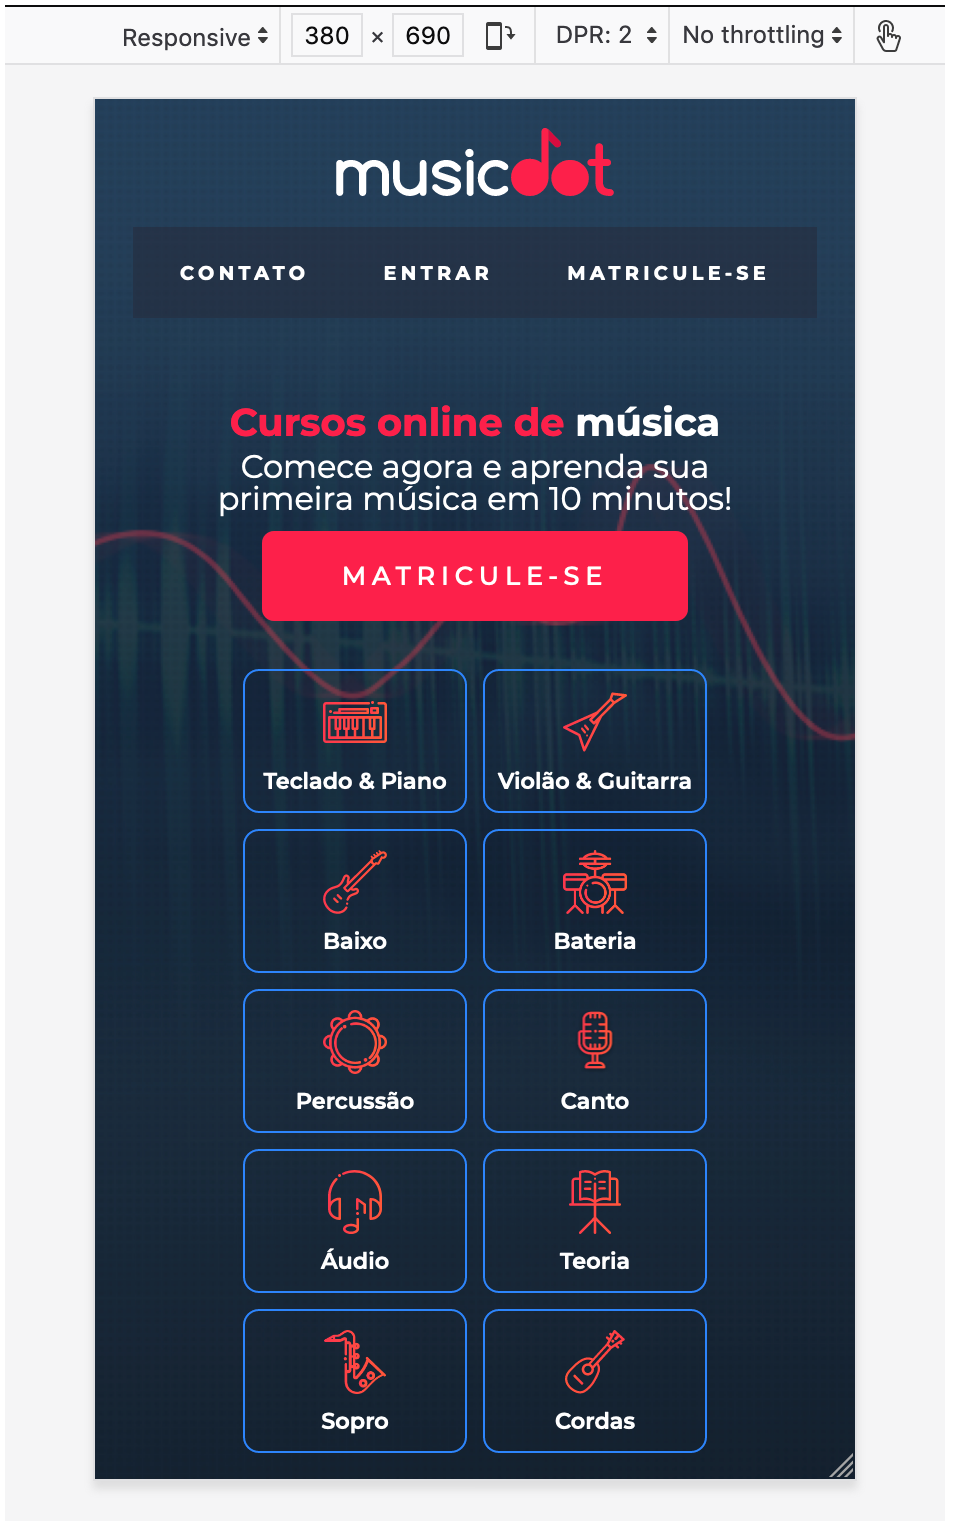 Responsive 380 × 690 DPR: 2 No throttling
musicdot
CONTATO ENTRAR MATRICULE-SE
Cursos online de música
Comece agora e aprenda sua
primeira música em 10 minutos!
MATRICULE-SE
Teclado & Piano Violão & Guitarra
Baixo Bateria
Percussão Canto
Áudio Teoria
Sopro Cordas